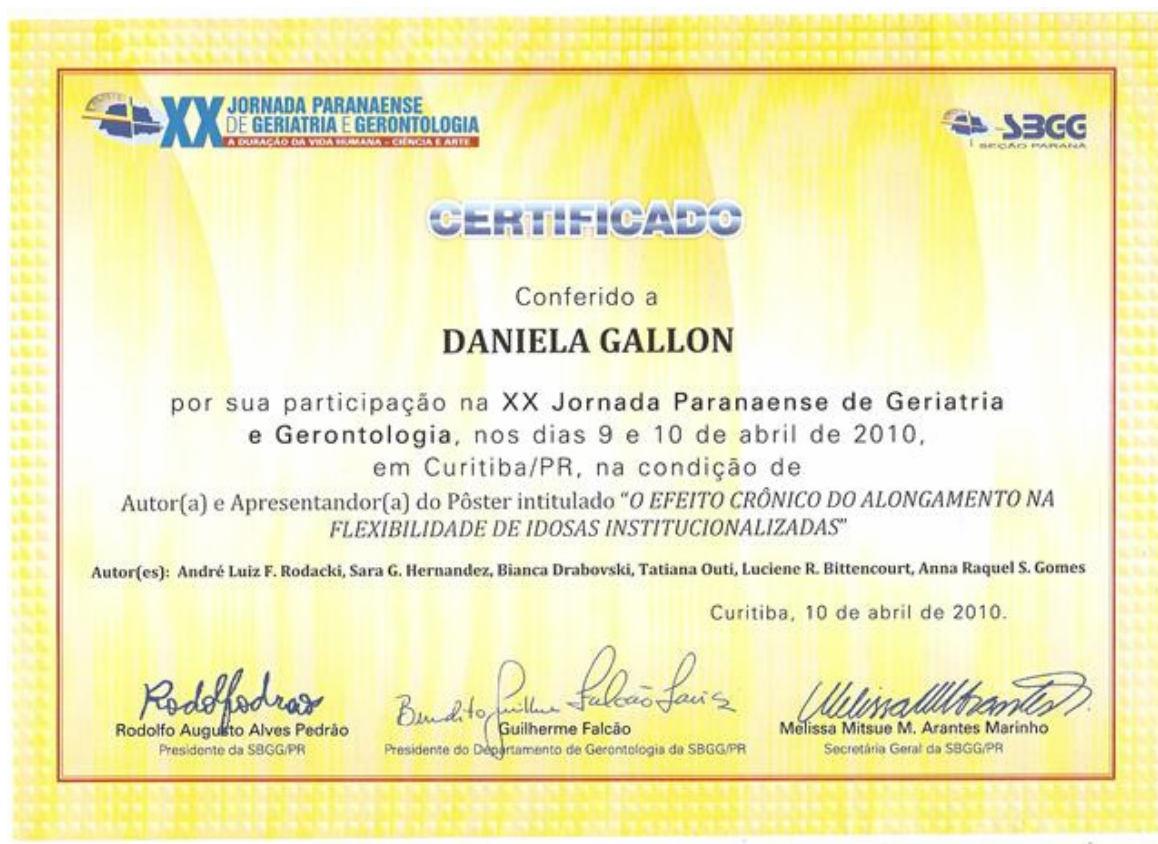 XX JORNADA PARANAENSE
DE GERIATRIA E GERONTOLOGIA
A DURAÇÃO DA VIDA HUMANA - CIÊNCIA E ARTE
SBGG
SEÇÃO PARANÁ
CERTIFICADO
Conferido a
DANIELA GALLON
por sua participação na XX Jornada Paranaense de Geriatria
e Gerontologia, nos dias 9 e 10 de abril de 2010,
em Curitiba/PR, na condição de
Autor(a) e Apresentandor(a) do Pôster intitulado "O EFEITO CRÔNICO DO ALONGAMENTO NA
FLEXIBILIDADE DE IDOSAS INSTITUCIONALIZADAS"
Autor(es): André Luiz F. Rodacki, Sara G. Hernandez, Bianca Drabovski, Tatiana Outi, Luciene R. Bittencourt, Anna Raquel S. Gomes
Curitiba, 10 de abril de 2010.
Rodolfo Augusto Alves Pedrão
Presidente da SBGG/PR
Guilherme Falcão
Presidente do Departamento de Gerontologia da SBGG/PR
Melissa Mitsue M. Arantes Marinho
Secretária Geral da SBGG/PR